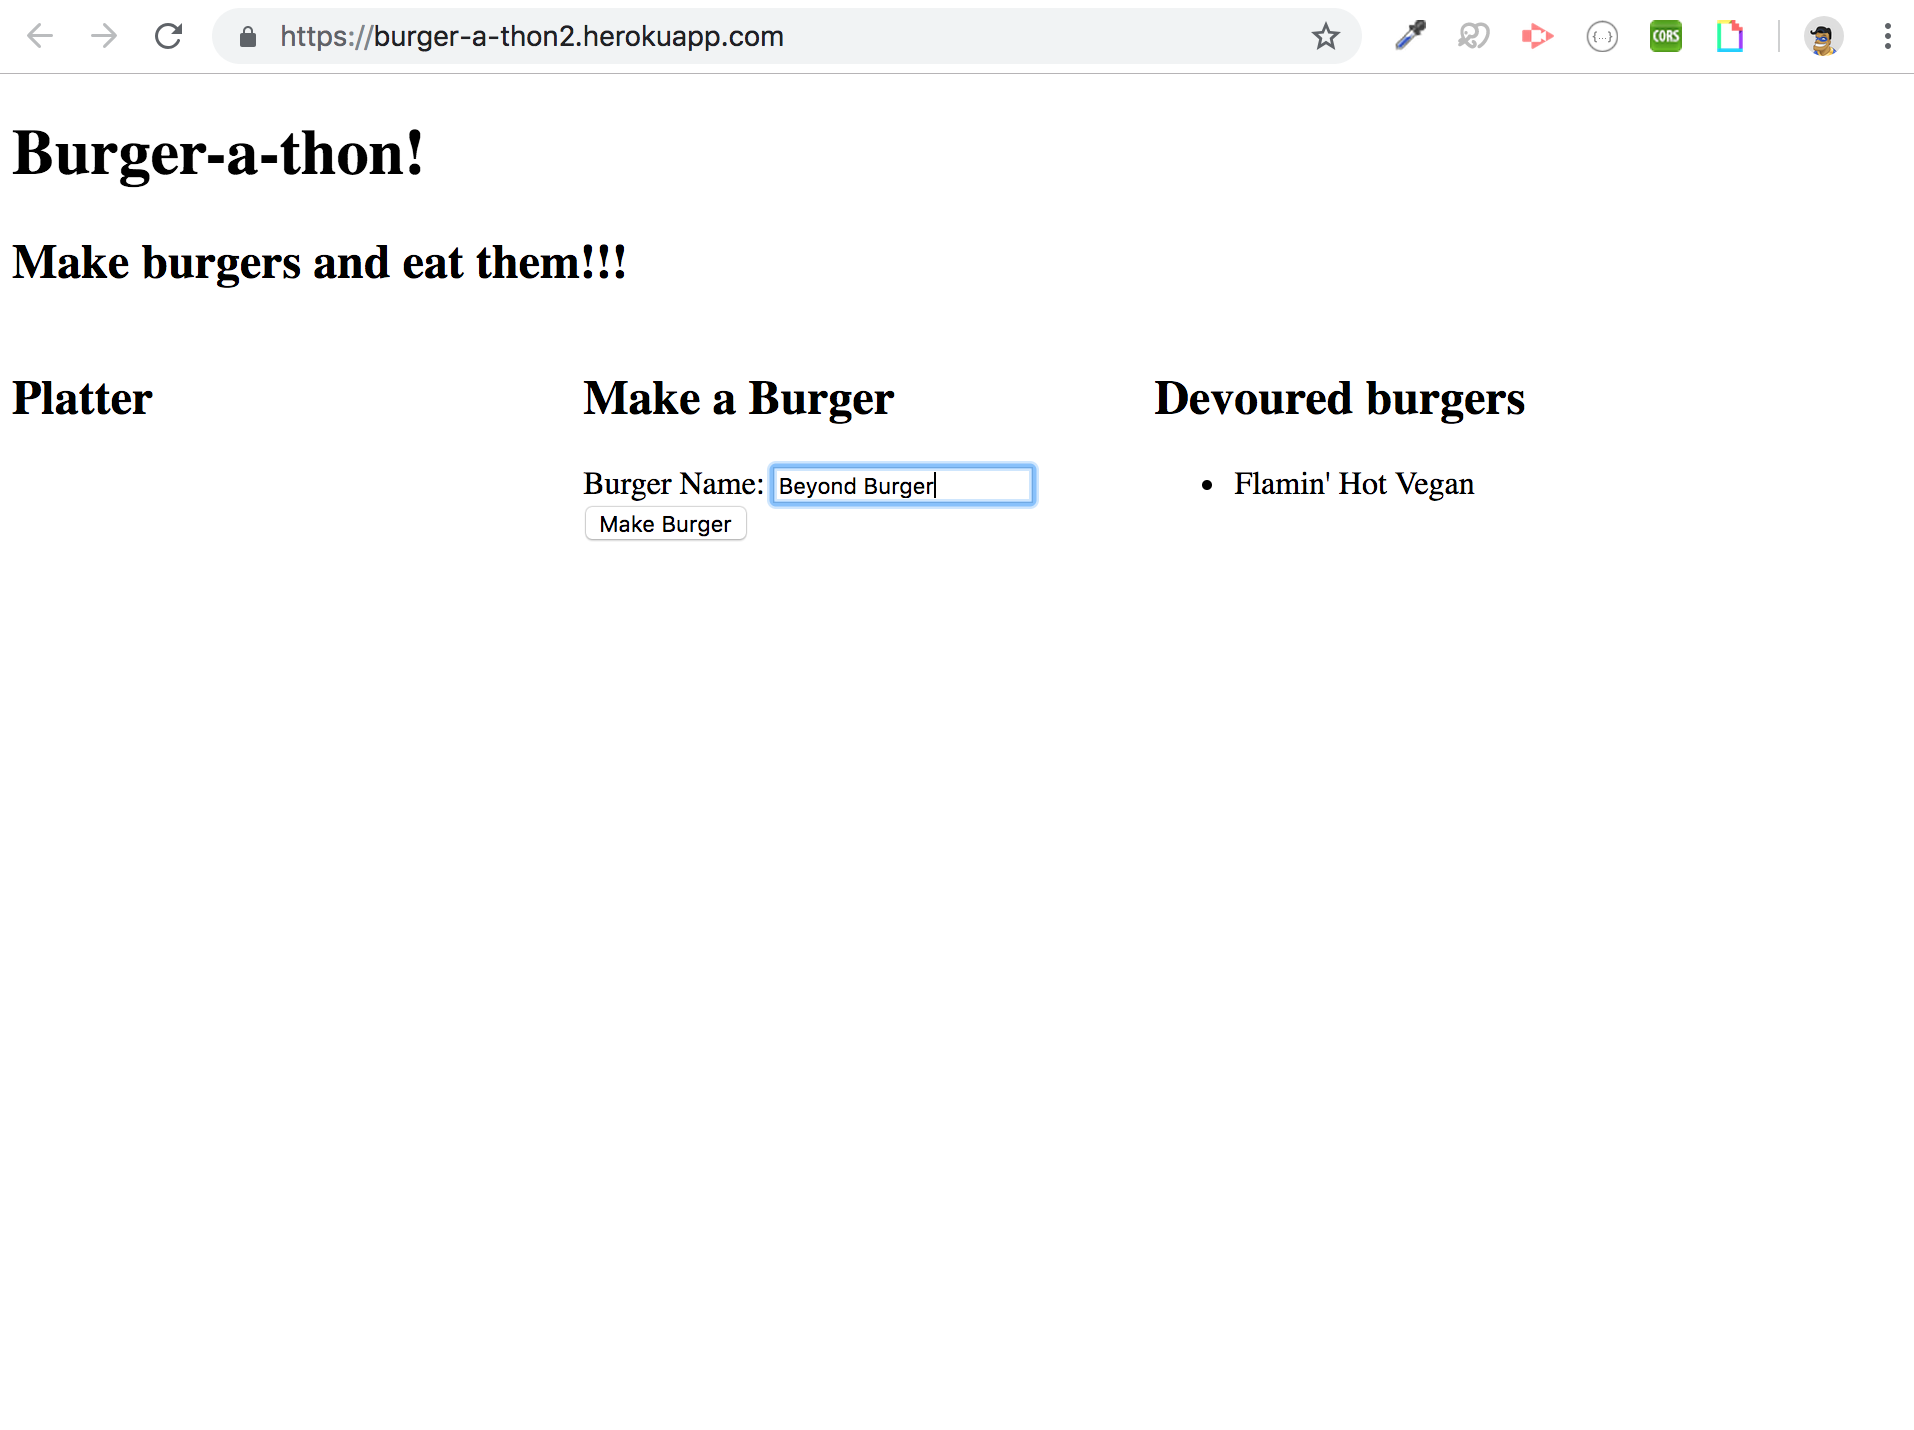 https://burger-a-thon2.herokuapp.com
{...}
CORS
Burger-a-thon!
Make burgers and eat them!!!
Platter
Make a Burger
Devoured burgers
Burger Name: Beyond Burger
• Flamin' Hot Vegan
Make Burger